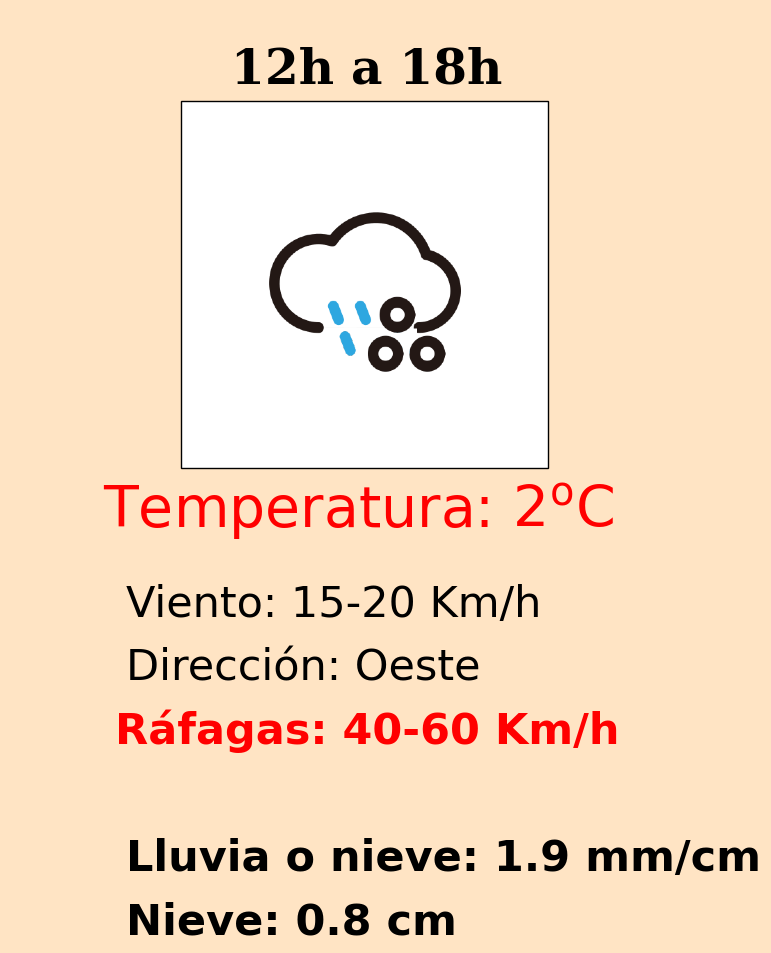 12h a 18h
Temperatura: 2ºC
Viento: 15-20 Km/h
Dirección: Oeste
Ráfagas: 40-60 Km/h
Lluvia o nieve: 1.9 mm/cm
Nieve: 0.8 cm